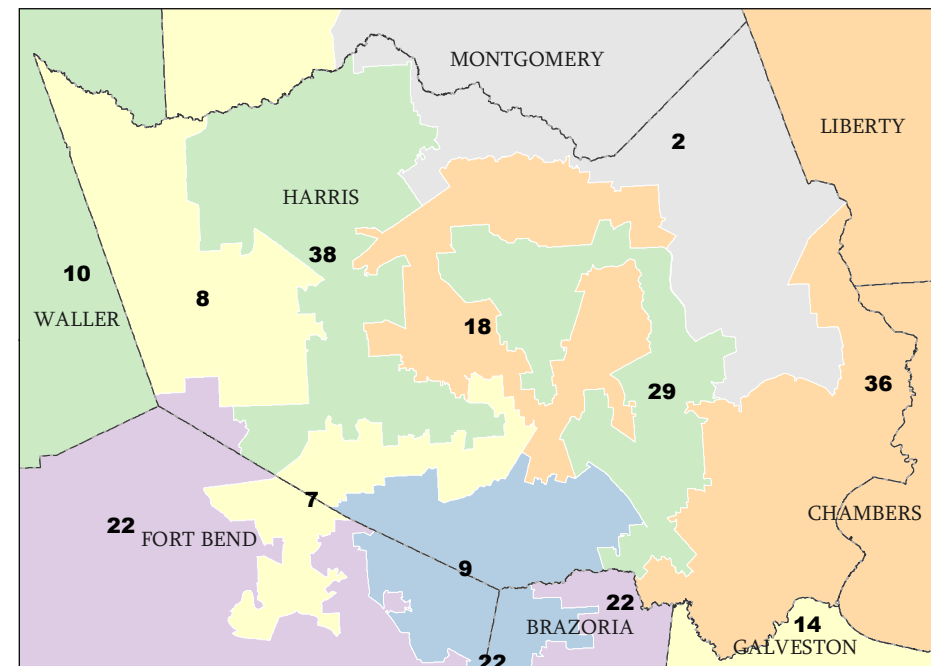 MONTGOMERY
LIBERTY
2
HARRIS
38
10
8
WALLER
18
29
36
7
CHAMBERS
22
FORT BEND
9
22
BRAZORIA
14
GALVESTON
22